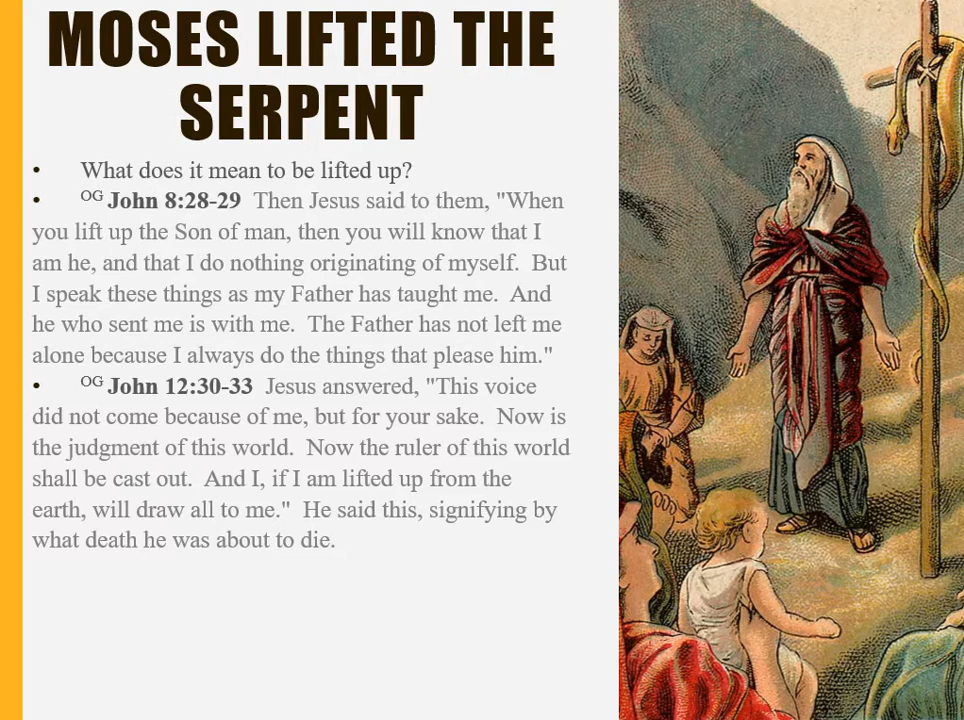 MOSES LIFTED THE
SERPENT
• What does it mean to be lifted up?
• OG John 8:28-29 Then Jesus said to them, "When
you lift up the Son of man, then you will know that I
am he, and that I do nothing originating of myself. But
I speak these things as my Father has taught me. And
he who sent me is with me. The Father has not left me
alone because I always do the things that please him."
• OG John 12:30-33 Jesus answered, "This voice
did not come because of me, but for your sake. Now is
the judgment of this world. Now the ruler of this world
shall be cast out. And I, if I am lifted up from the
earth, will draw all to me." He said this, signifying by
what death he was about to die.